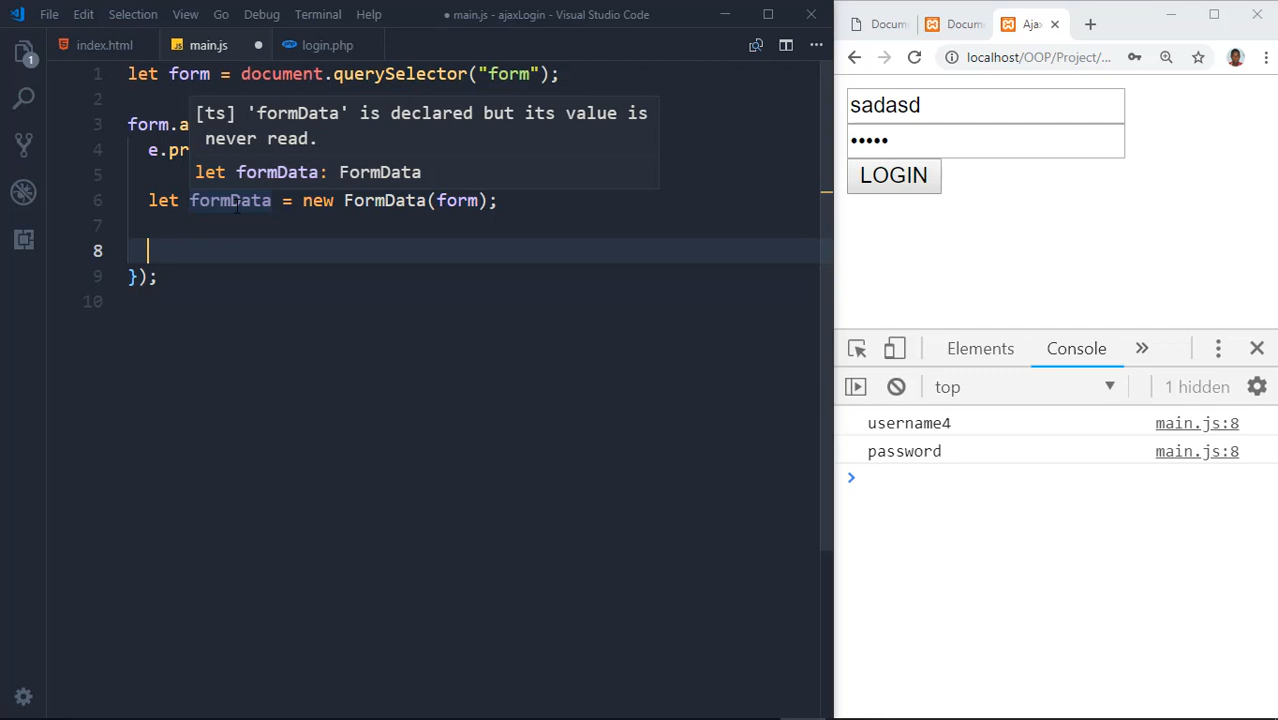 File Edit Selection View Go Debug Terminal Help
● main.js - ajaxLogin - Visual Studio Code
1
index.html
main.js
login.php
1 let form = document.querySelector("form");
2
3 form.a
4 e.pr
5
[ts] 'formData' is declared but its value is
never read.
let formData: FormData
6 let formData = new FormData(form);
7
8
9 });
10
Docum
Docum
Ajax
localhost/OOP/Project/...
sadasd
•••••
LOGIN
Elements Console »
top 1 hidden
username4 main.js:8
password main.js:8